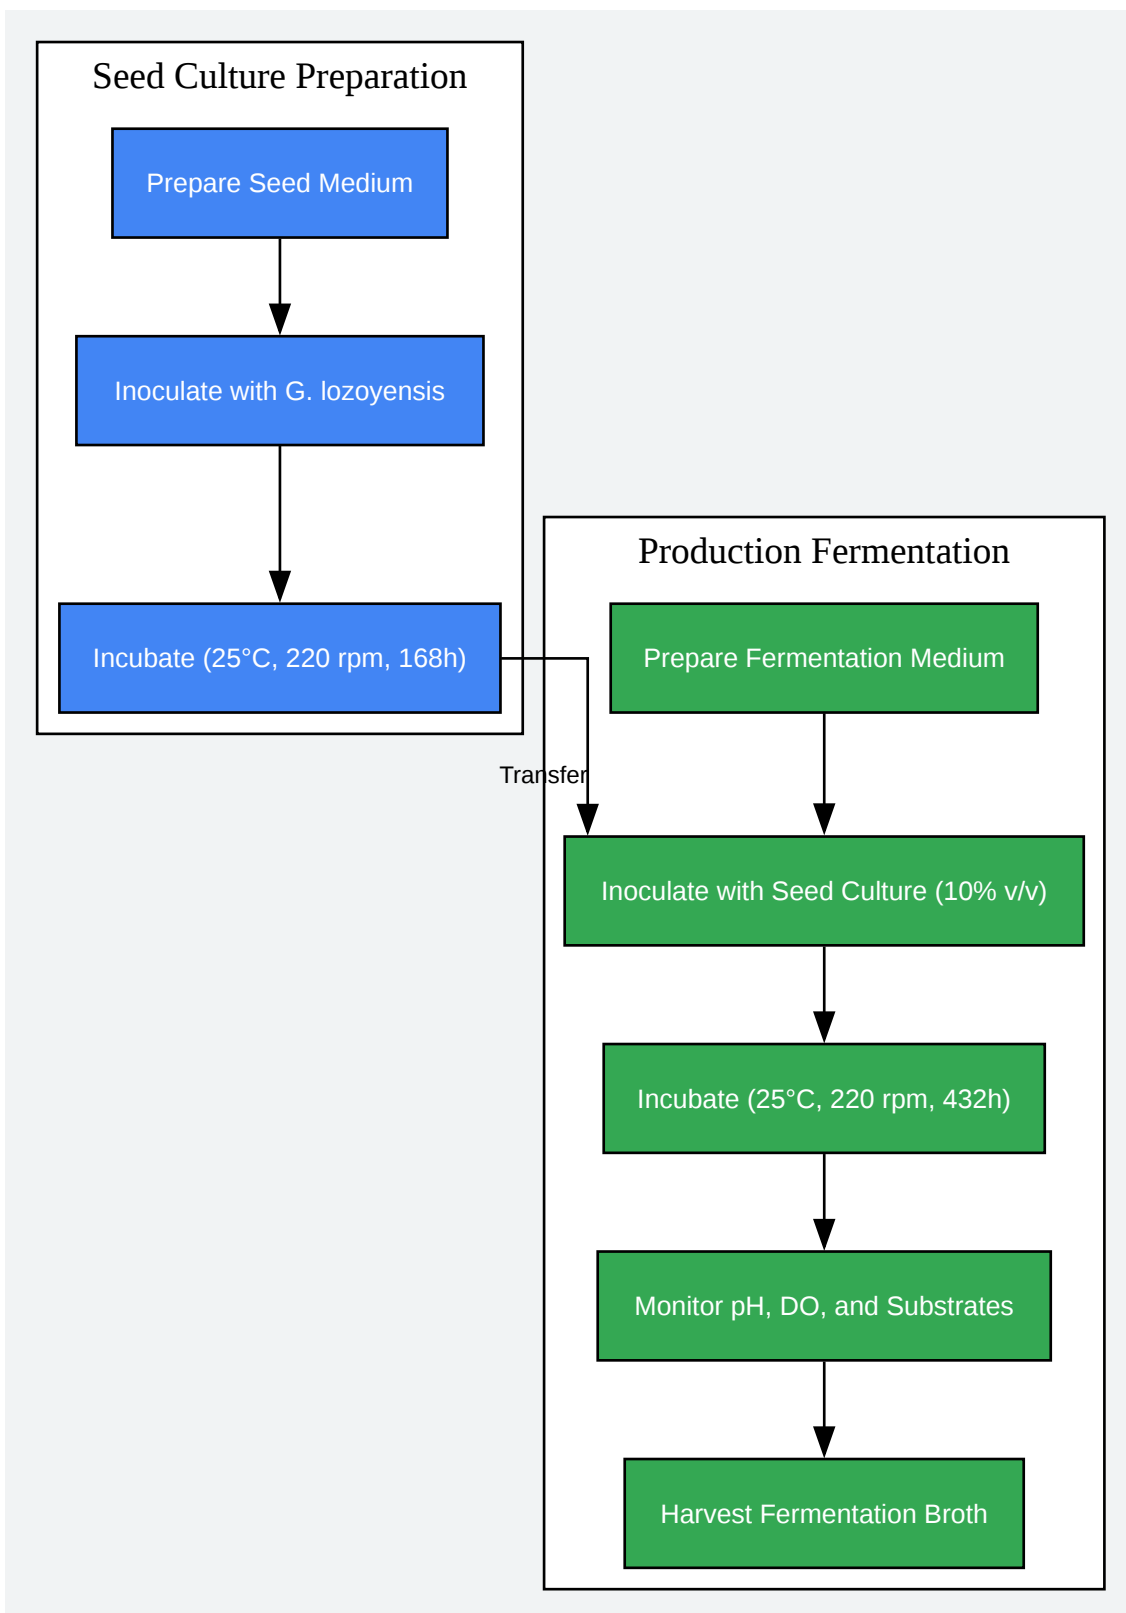 Seed Culture Preparation
Prepare Seed Medium
Inoculate with G. lozoyensis
Incubate (25°C, 220 rpm, 168h)
Transfer
Production Fermentation
Prepare Fermentation Medium
Inoculate with Seed Culture (10% v/v)
Incubate (25°C, 220 rpm, 432h)
Monitor pH, DO, and Substrates
Harvest Fermentation Broth